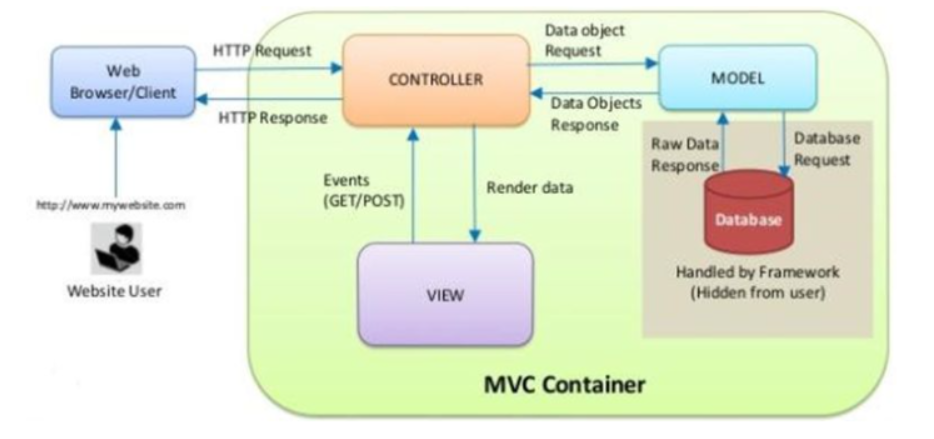 HTTP Request
Web
Browser/Client
HTTP Response
http://www.mywebsite.com
Website User
CONTROLLER
Data object
Request
Data Objects
Response
MODEL
Events
(GET/POST)
Render data
VIEW
Raw Data
Response
Database
Request
Database
Handled by Framework
(Hidden from user)
MVC Container